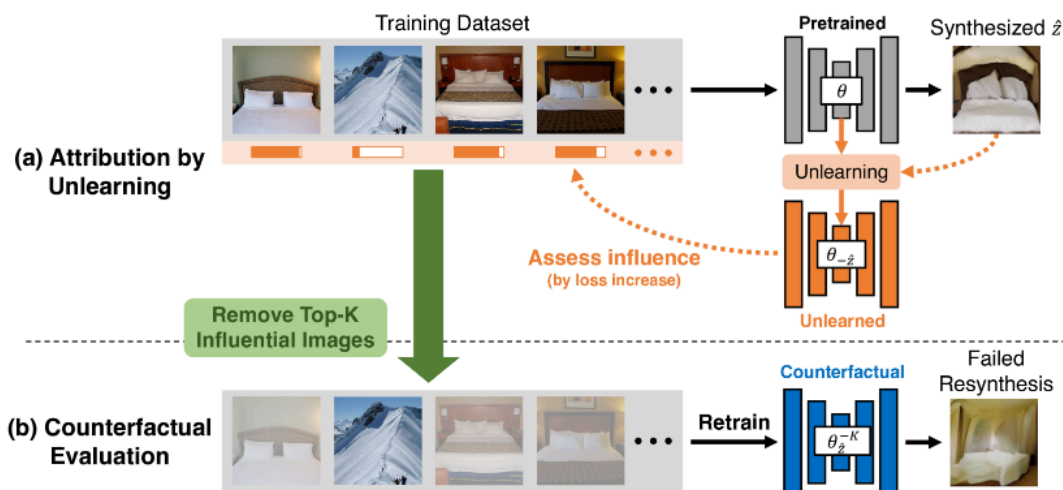 Training Dataset
Pretrained
Synthesized ẑ
θ
(a) Attribution by
Unlearning
Unlearning
Assess influence
(by loss increase)
θ₋ẑ
Unlearned
Remove Top-K
Influential Images
Counterfactual
Failed
Resynthesis
(b) Counterfactual
Evaluation
Retrain
θẑ⁻ᴷ